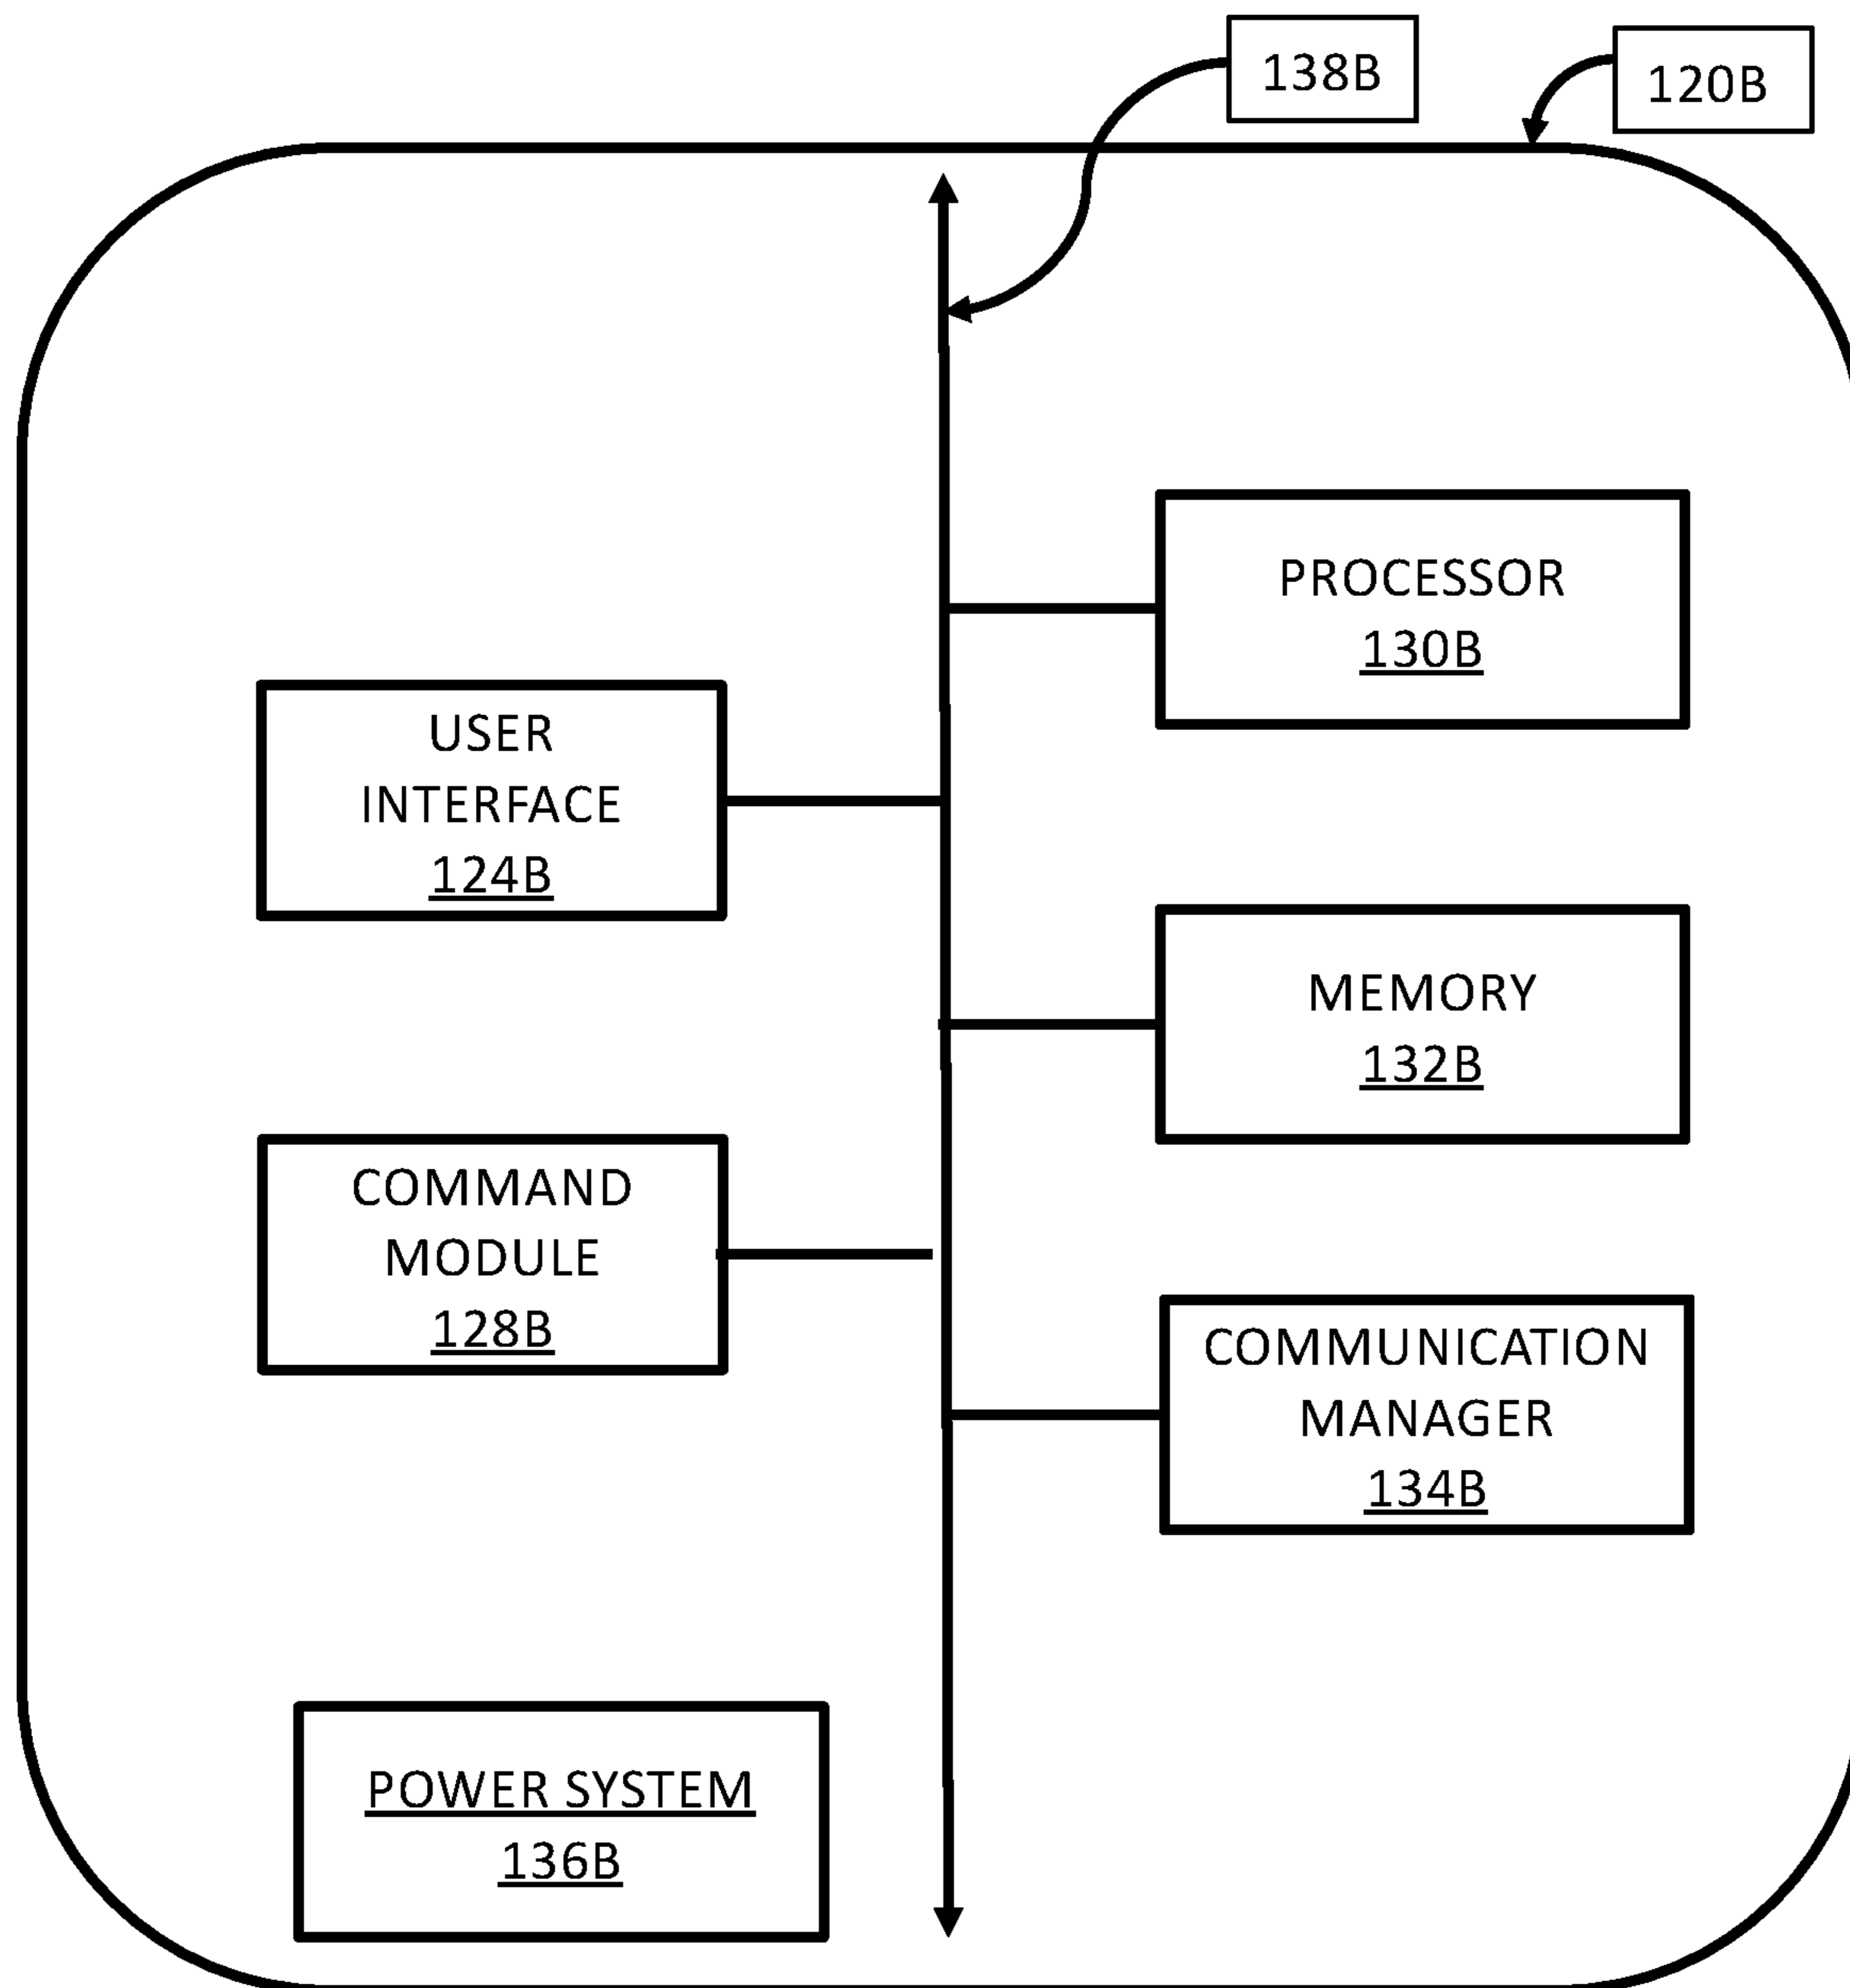 138B
120B
PROCESSOR
130B
USER
INTERFACE
124B
MEMORY
132B
COMMAND
MODULE
128B
COMMUNICATION
MANAGER
134B
POWER SYSTEM
136B